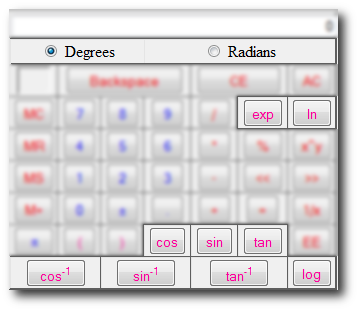 0
Degrees Radians
Backspace CE AC
MC 7 8 9 / exp ln
MR 4 5 6 * % x^y
MS 1 2 3 - << >>
M+ 0 ± . + = 1/x
( ) cos sin tan EE
cos-1 sin-1 tan-1 log